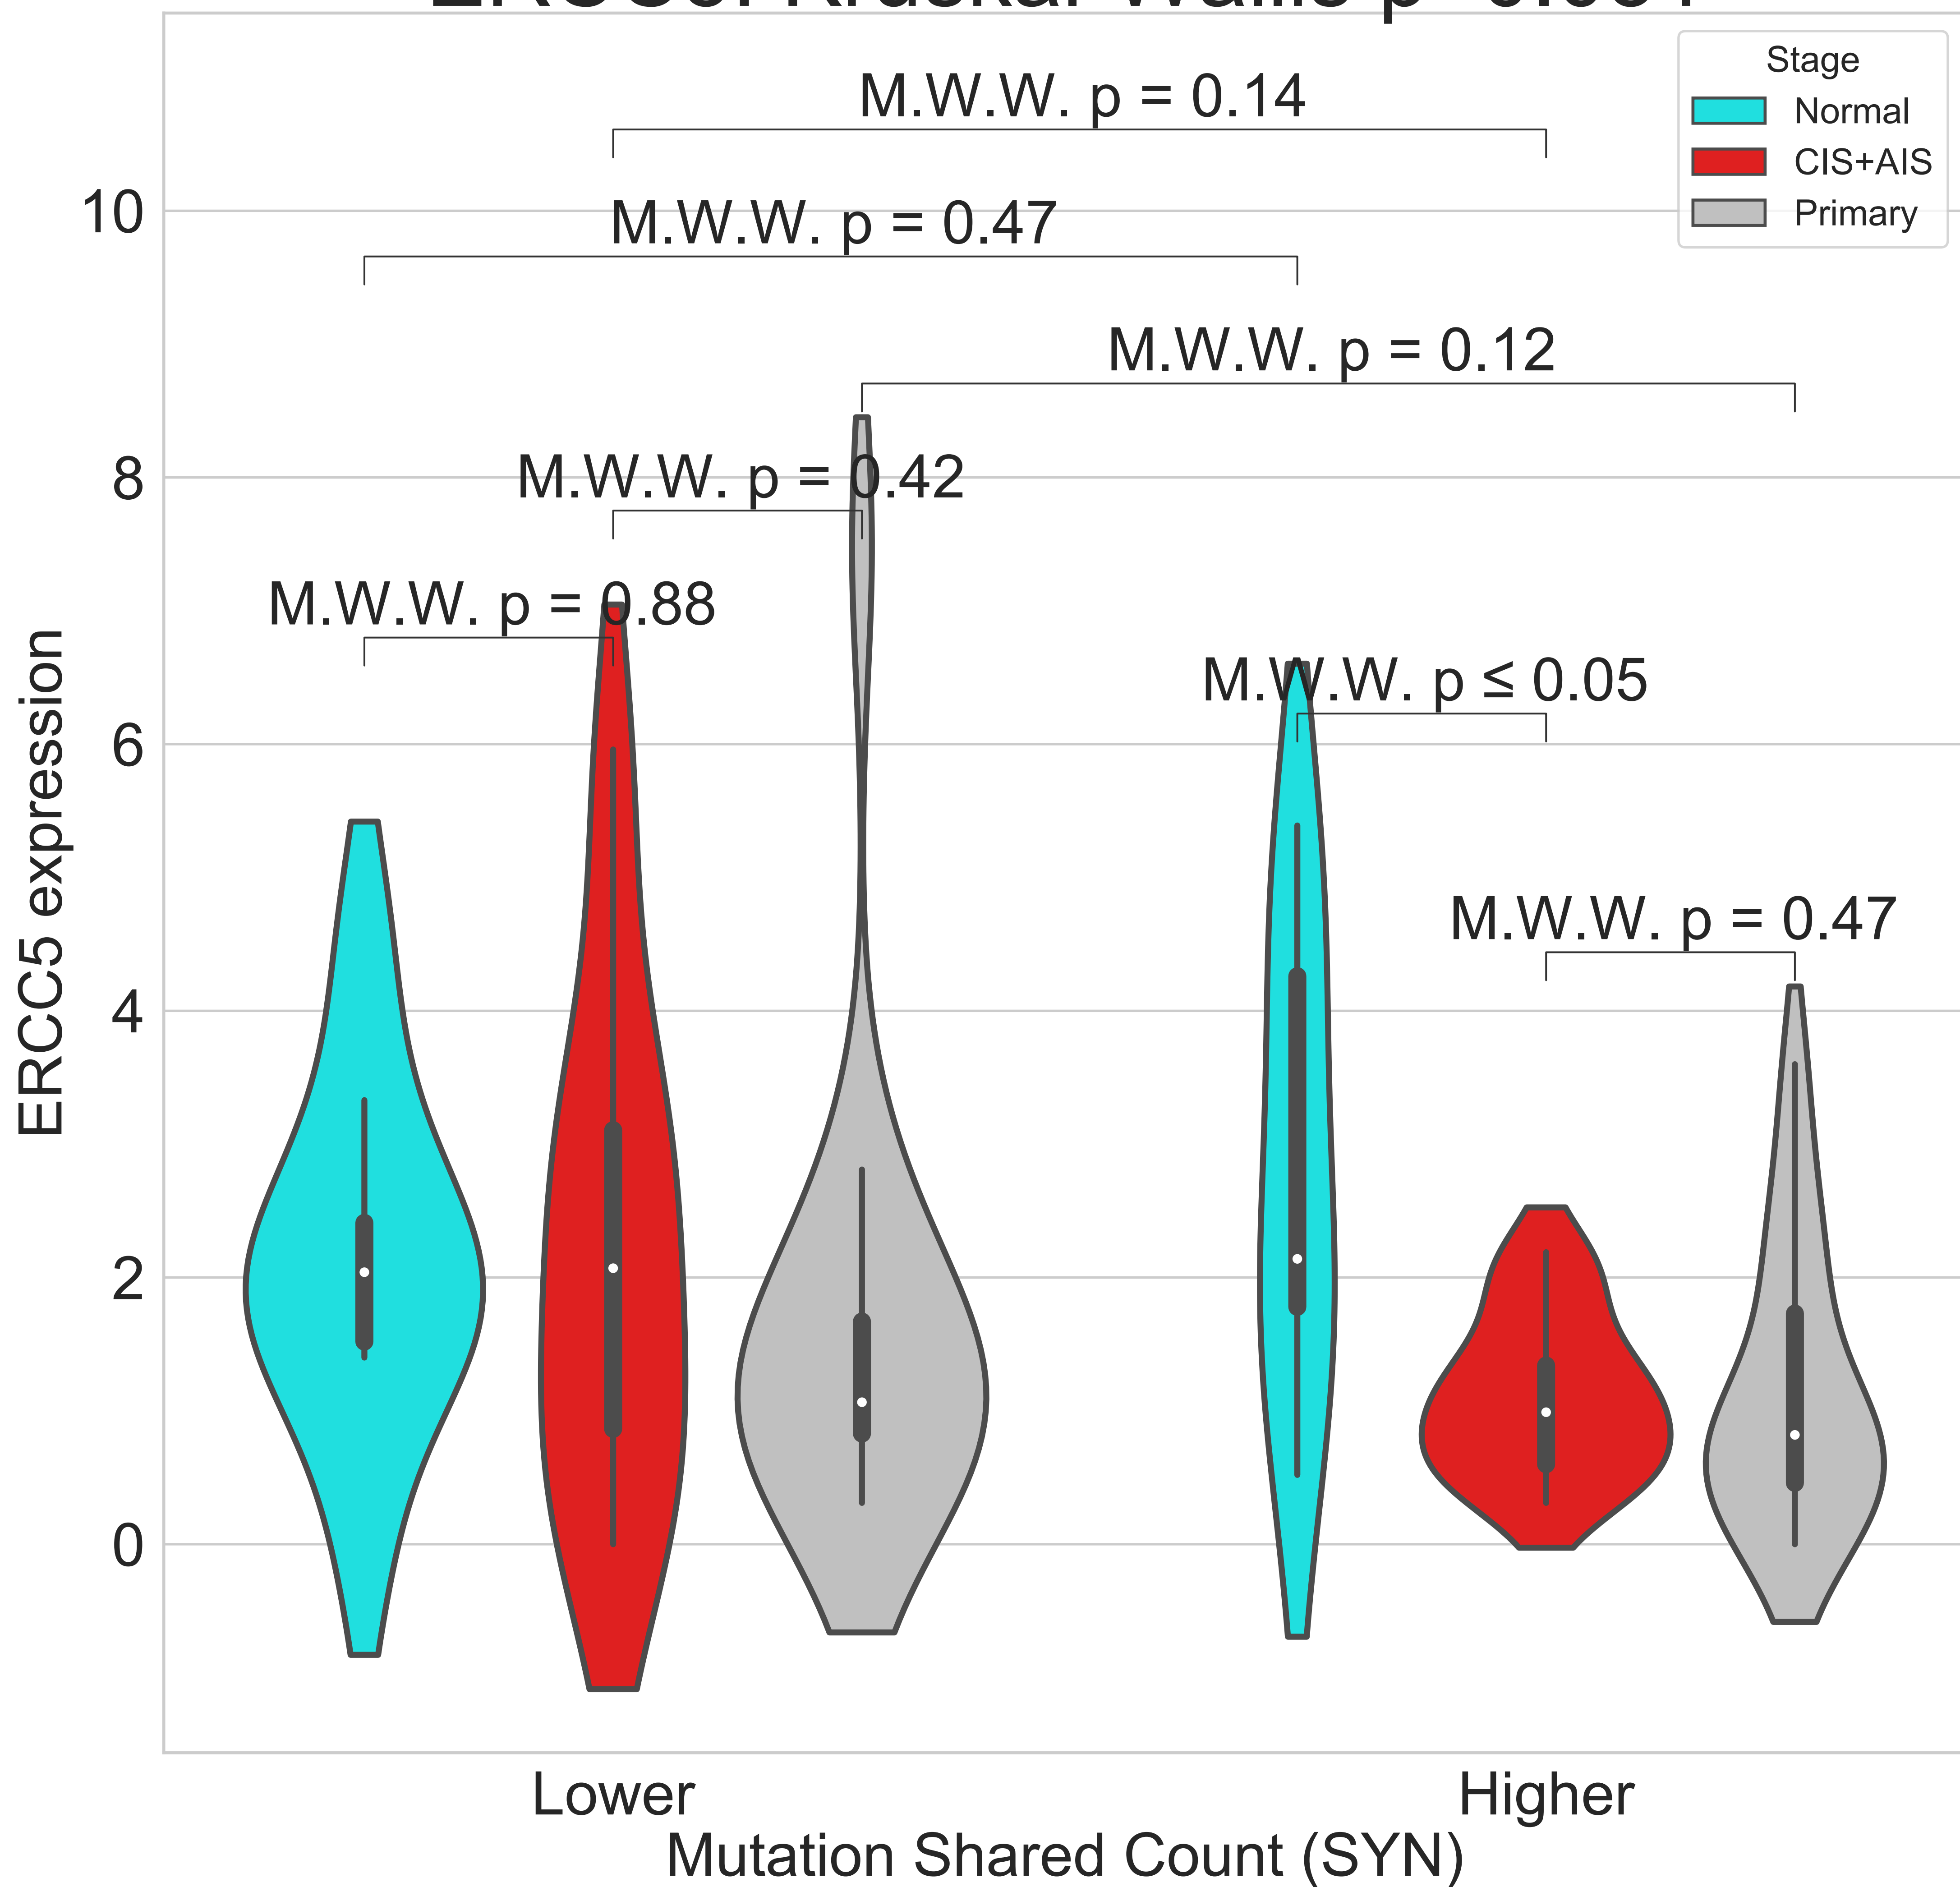 Stage
Normal
CIS+AIS
Primary
M.W.W. p = 0.14
M.W.W. p = 0.47
M.W.W. p = 0.12
M.W.W. p = 0.42
M.W.W. p = 0.88
M.W.W. p ≤ 0.05
M.W.W. p = 0.47
10
8
6
4
2
0
ERCC5 expression
Lower
Higher
Mutation Shared Count (SYN)